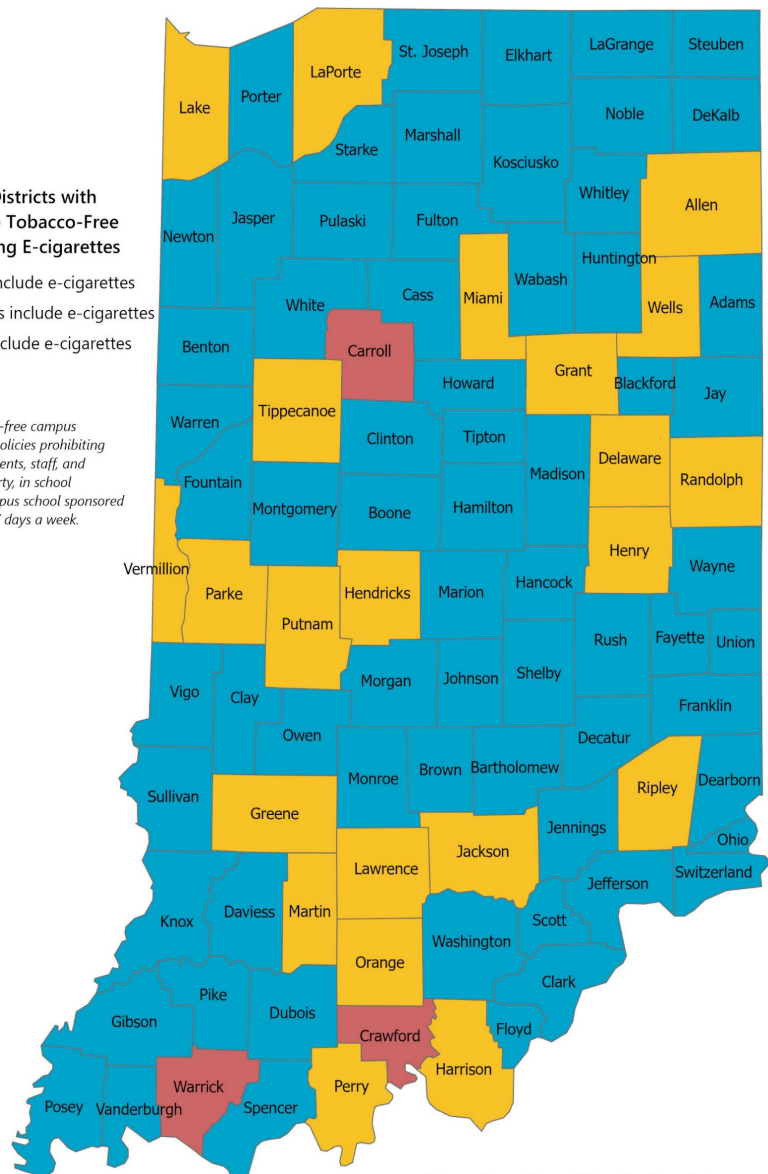 Districts with
Tobacco-Free
E-cigarettes
include e-cigarettes
include e-cigarettes
include e-cigarettes
-free campus
policies prohibiting
staff, and
in school
school sponsored
days a week.
Lake
Porter
LaPorte
St. Joseph
Elkhart
LaGrange
Steuben
Starke
Marshall
Kosciusko
Noble
DeKalb
Newton
Jasper
Pulaski
Fulton
Whitley
Allen
White
Cass
Miami
Wabash
Huntington
Wells
Adams
Benton
Carroll
Howard
Grant
Blackford
Jay
Warren
Tippecanoe
Clinton
Tipton
Madison
Delaware
Randolph
Fountain
Montgomery
Boone
Hamilton
Henry
Wayne
Vermillion
Parke
Putnam
Hendricks
Marion
Hancock
Rush
Fayette
Union
Vigo
Clay
Owen
Morgan
Johnson
Shelby
Decatur
Franklin
Sullivan
Greene
Monroe
Brown
Bartholomew
Jennings
Ripley
Dearborn
Ohio
Switzerland
Jefferson
Knox
Daviess
Martin
Lawrence
Jackson
Scott
Washington
Orange
Clark
Floyd
Gibson
Pike
Dubois
Crawford
Harrison
Posey
Vanderburgh
Warrick
Spencer
Perry